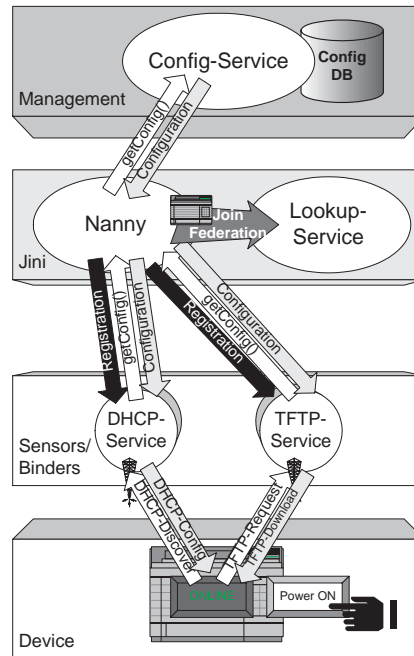 Config-Service
Config
DB
Management
getConfig()
Configuration
Nanny
Join
Federation
Lookup-
Service
Jini
Registration
getConfig()
Configuration
Configuration
getConfig()
Registration
DHCP-
Service
TFTP-
Service
Sensors/
Binders
DHCP-Config
DHCP-Discover
TFTP-Request
TFTP-Download
Power ON
Device